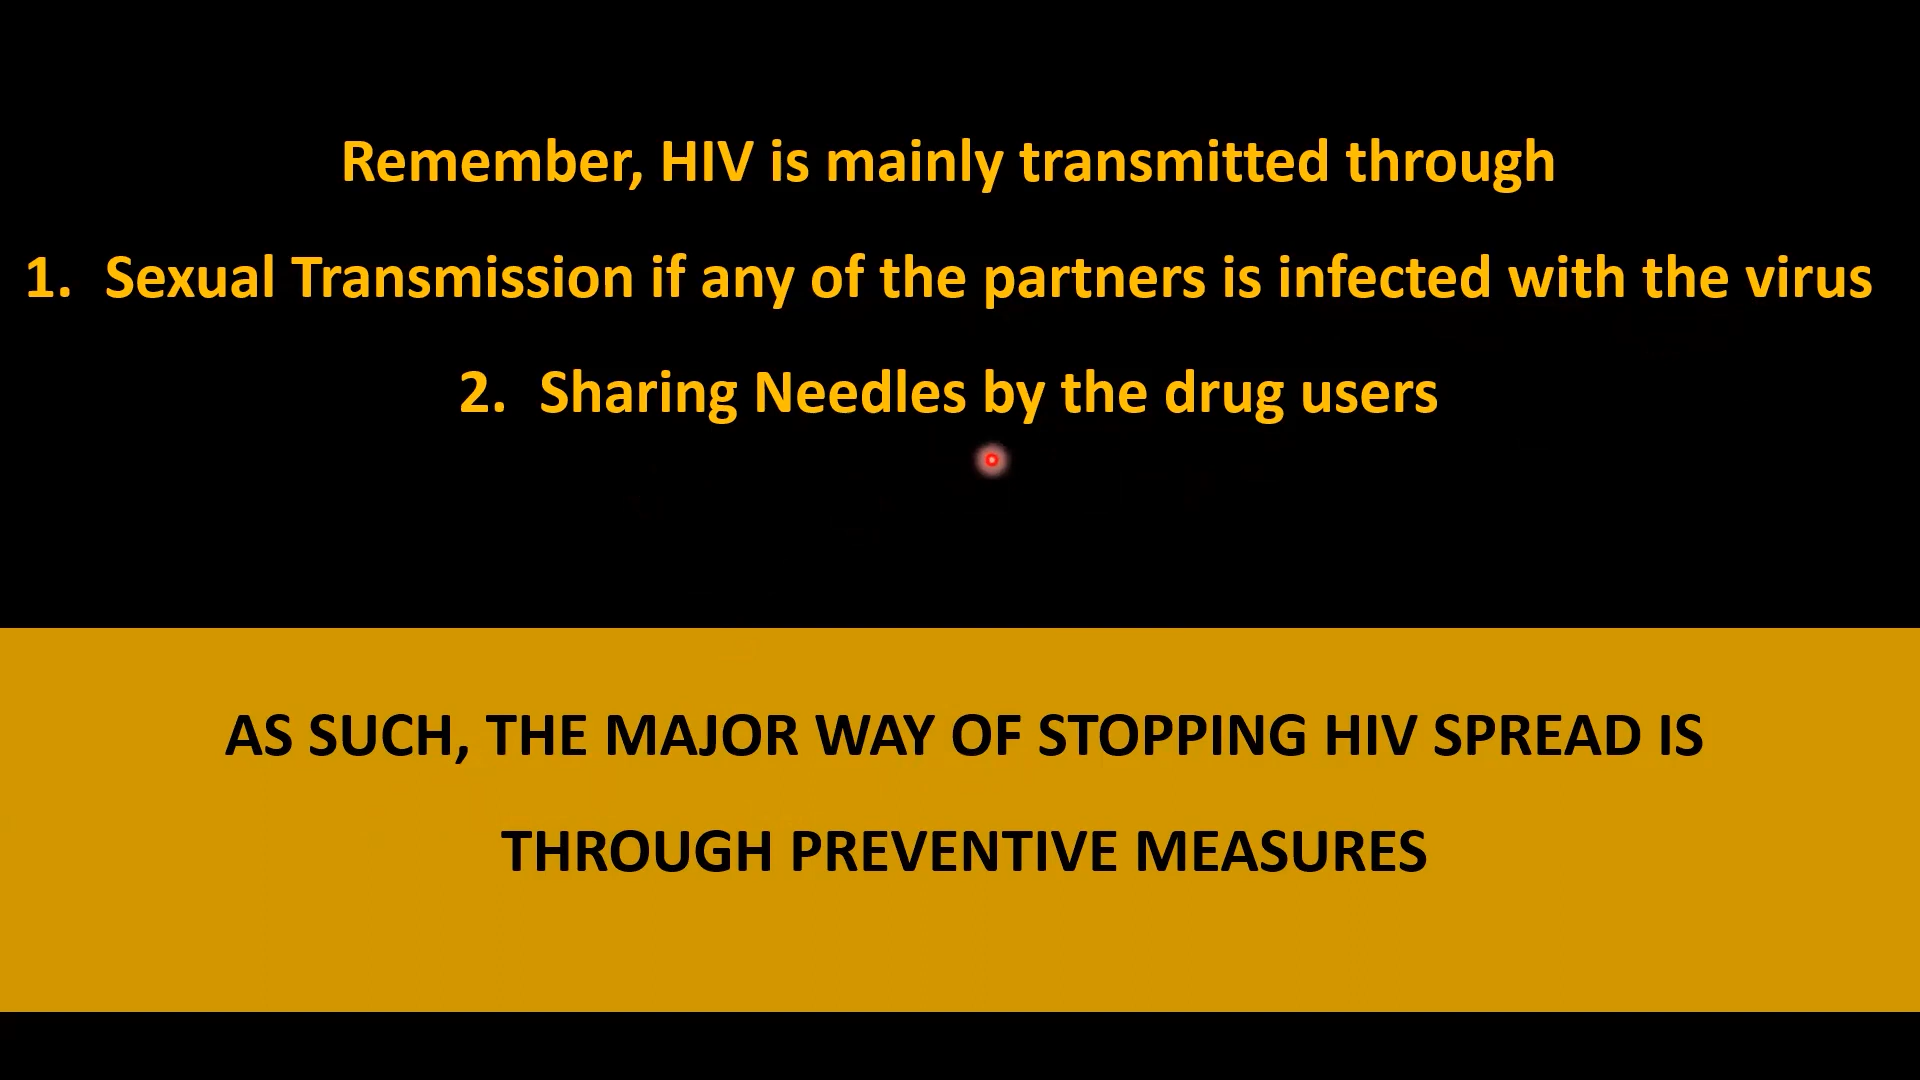 Remember, HIV is mainly transmitted through
1. Sexual Transmission if any of the partners is infected with the virus
2. Sharing Needles by the drug users
AS SUCH, THE MAJOR WAY OF STOPPING HIV SPREAD IS
THROUGH PREVENTIVE MEASURES